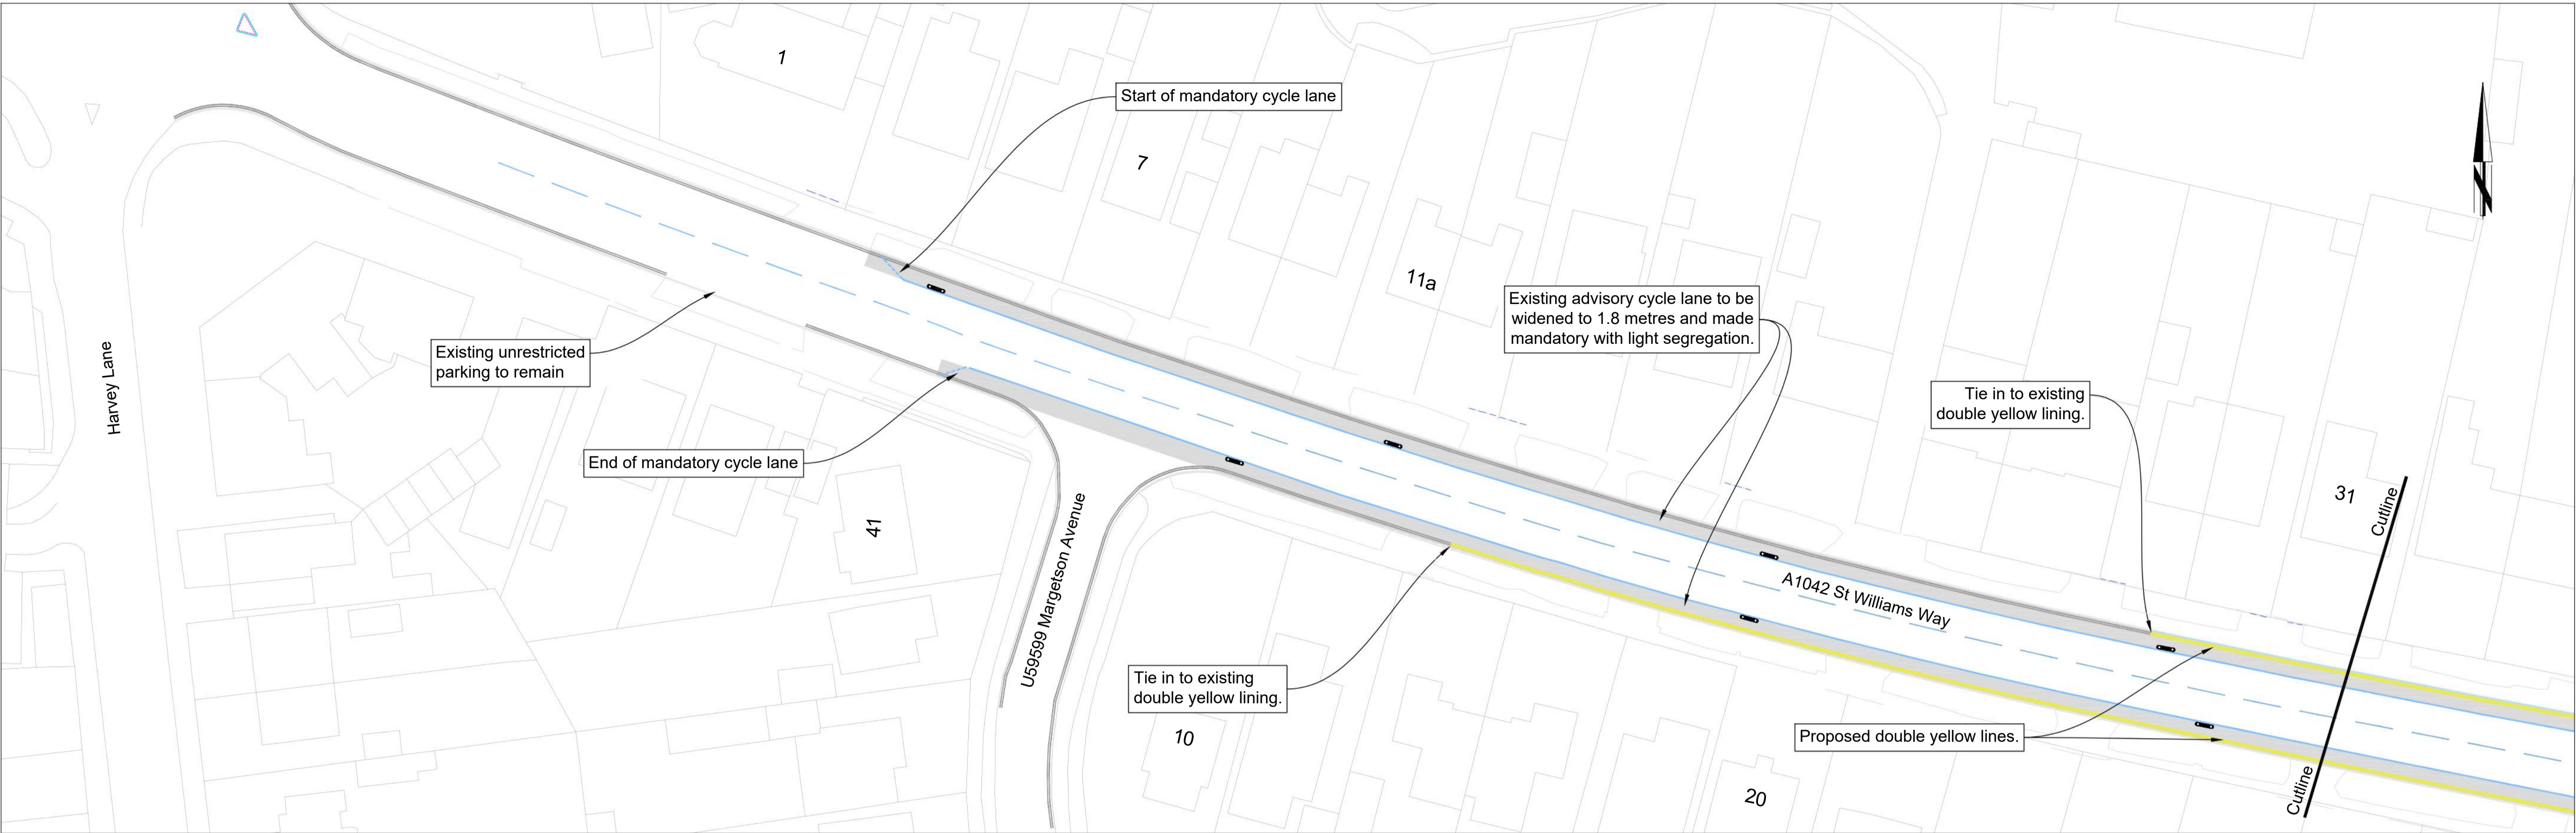 1
Start of mandatory cycle lane
7
11a
Existing advisory cycle lane to be
widened to 1.8 metres and made
mandatory with light segregation.
N
Existing unrestricted
parking to remain
Harvey Lane
End of mandatory cycle lane
41
U59599 Margetson Avenue
Tie in to existing
double yellow lining.
31
Cutline
A1042 St Williams Way
Tie in to existing
double yellow lining.
10
Proposed double yellow lines.
20
Cutline